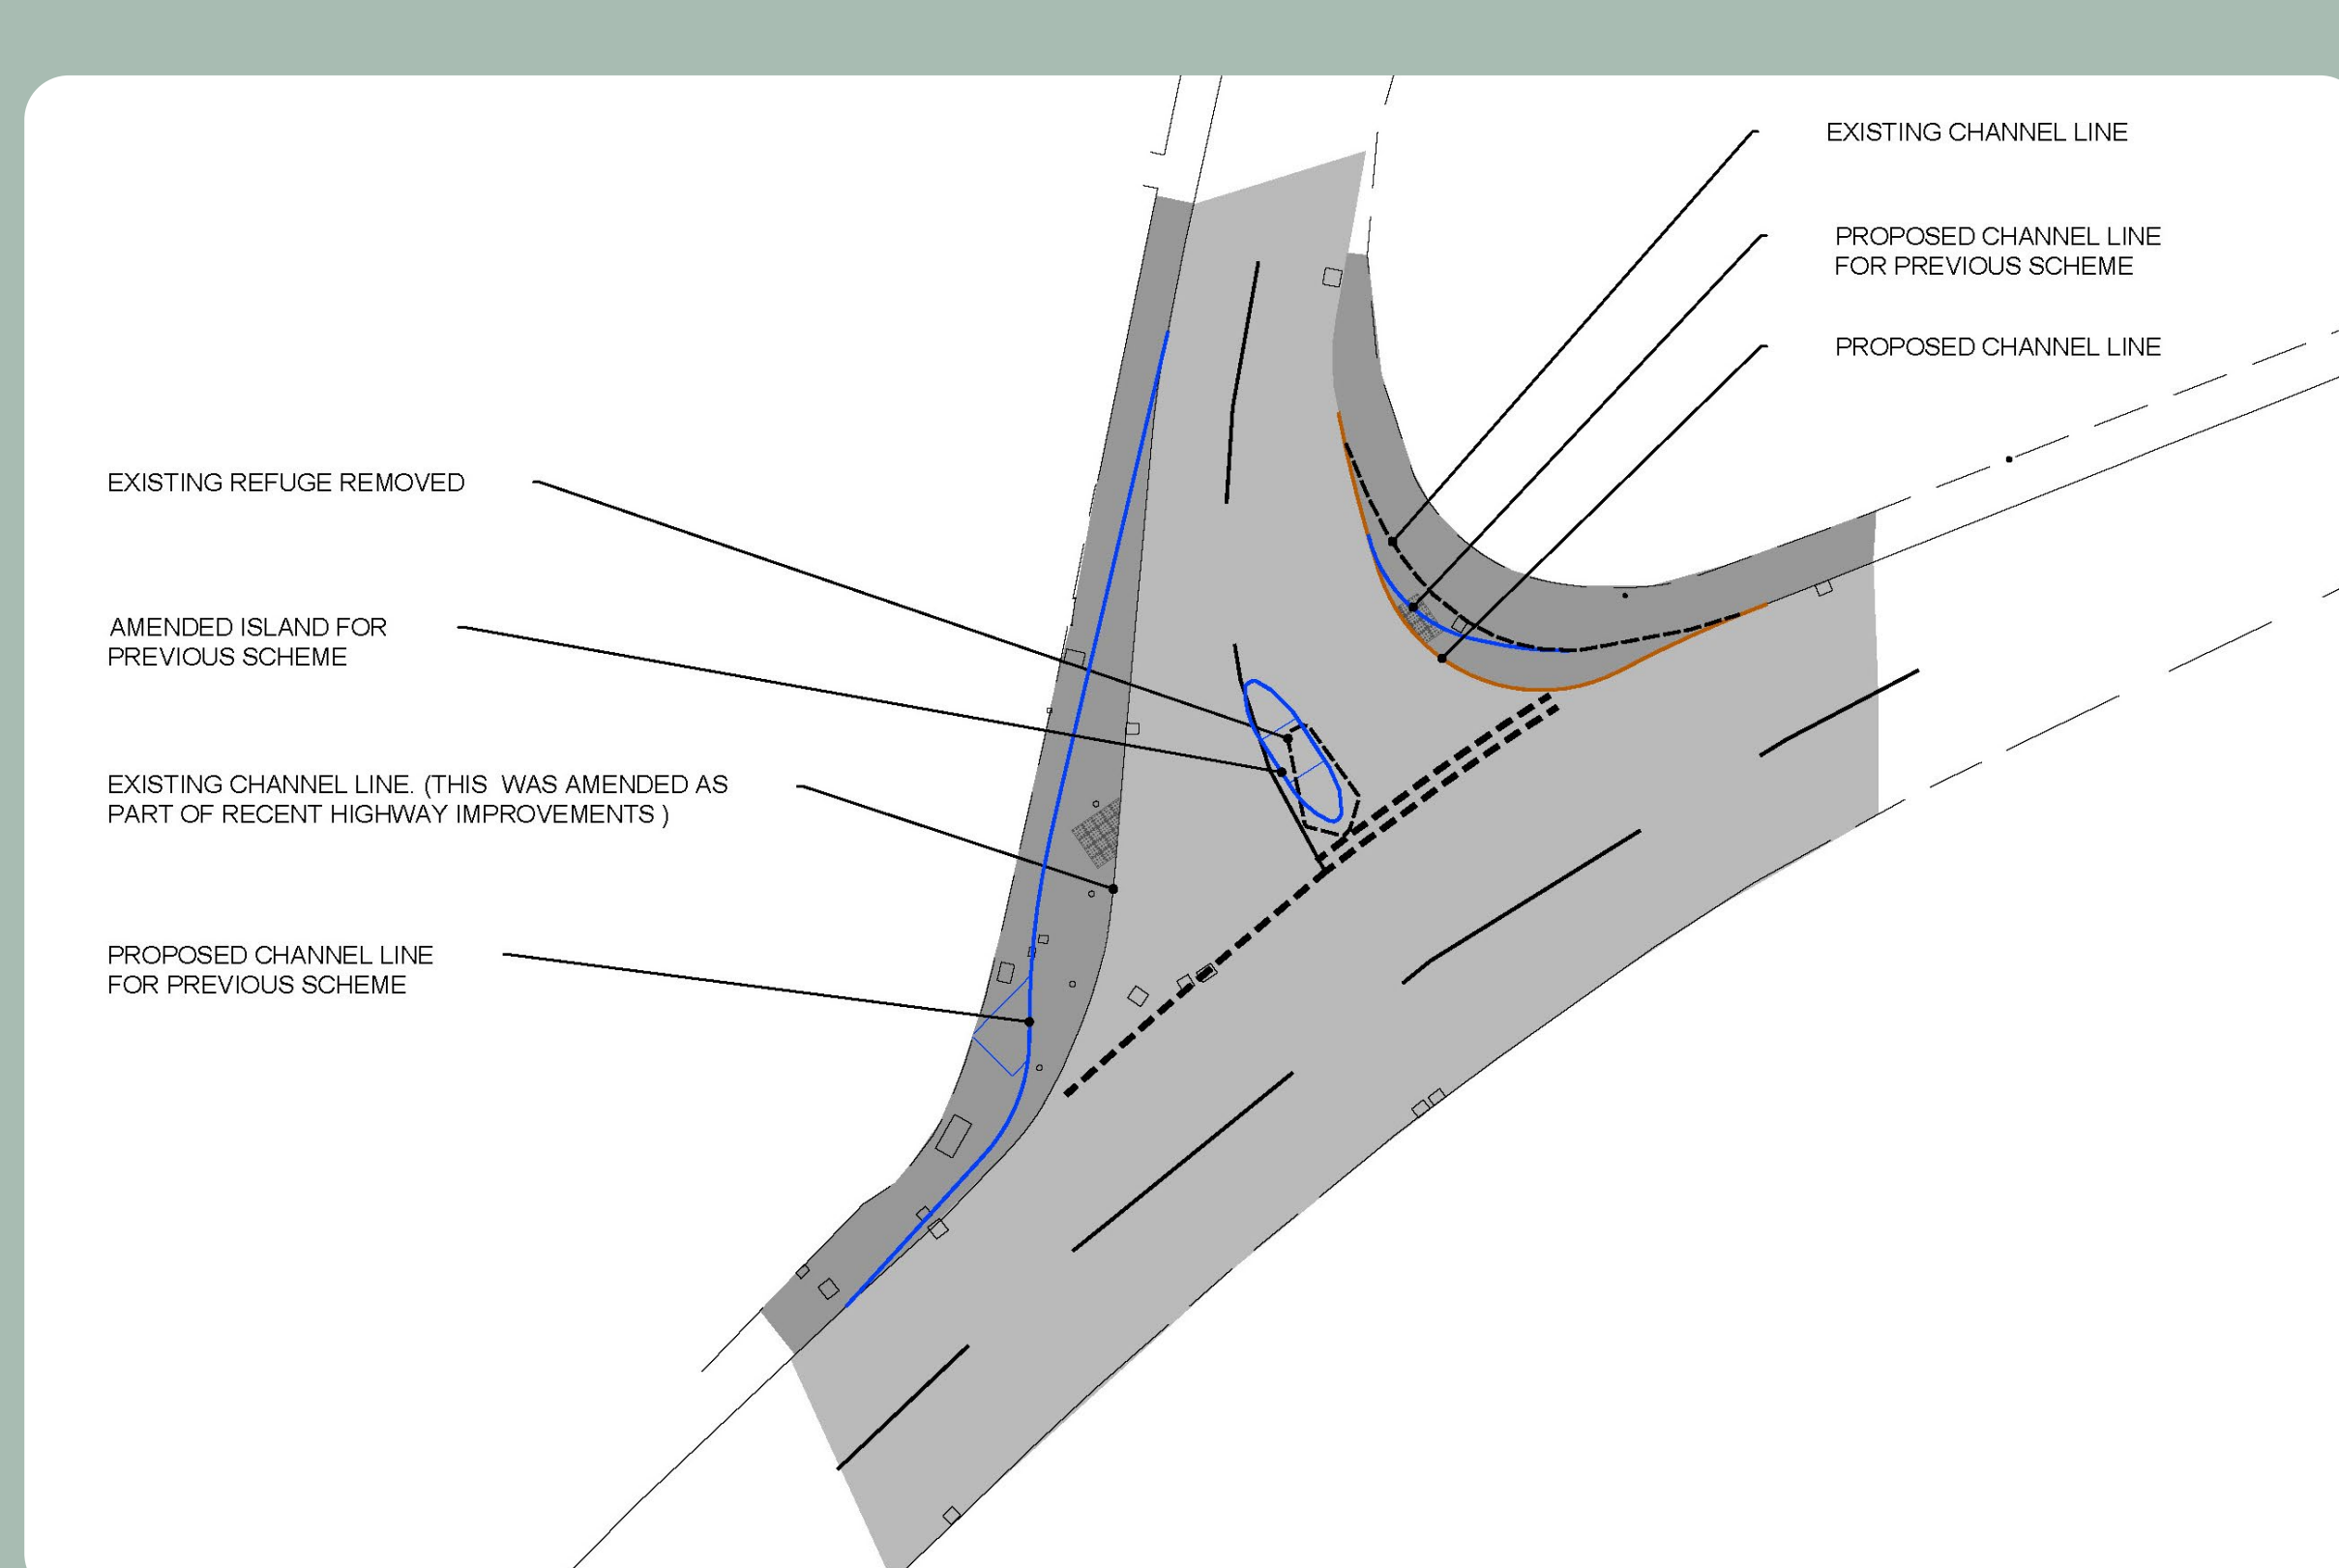 EXISTING CHANNEL LINE
PROPOSED CHANNEL LINE
FOR PREVIOUS SCHEME
PROPOSED CHANNEL LINE
EXISTING REFUGE REMOVED
AMENDED ISLAND FOR
PREVIOUS SCHEME
EXISTING CHANNEL LINE. (THIS WAS AMENDED AS
PART OF RECENT HIGHWAY IMPROVEMENTS )
PROPOSED CHANNEL LINE
FOR PREVIOUS SCHEME